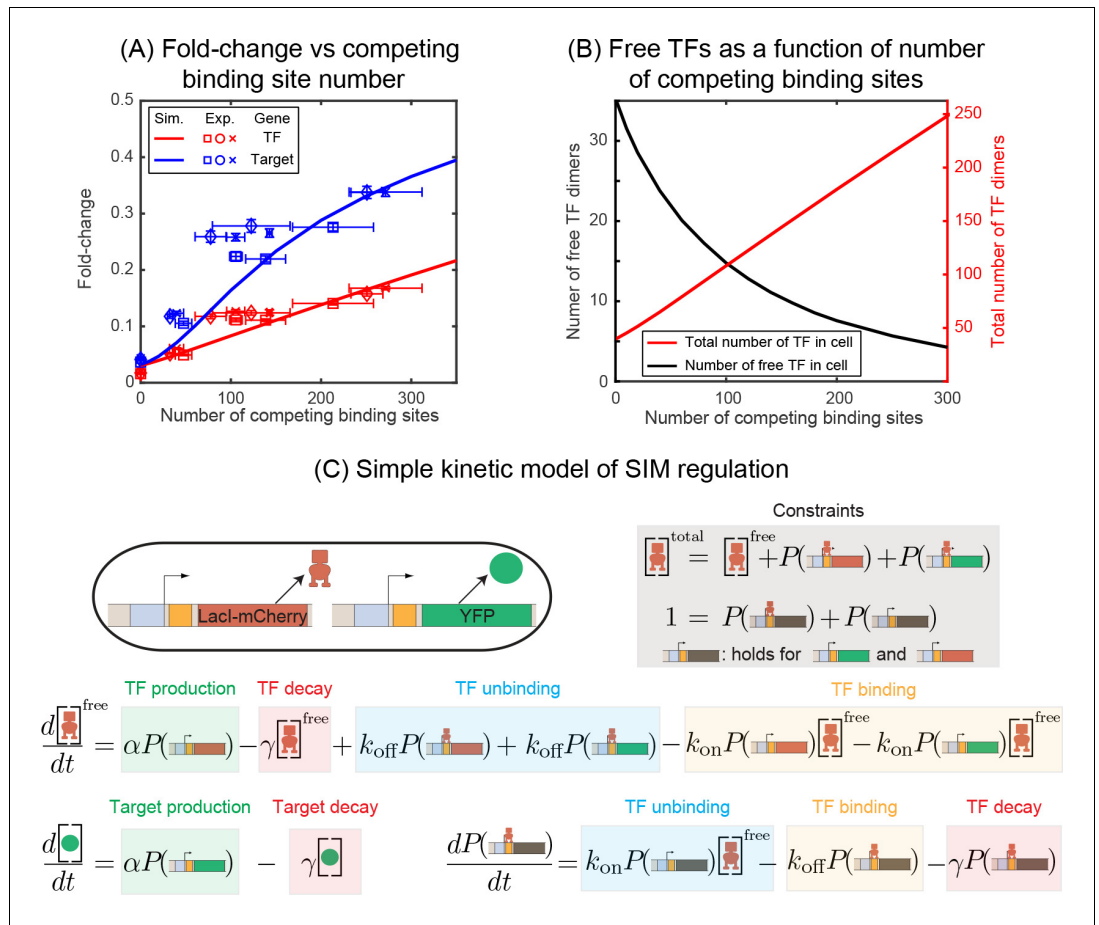 (A) Fold-change vs competing
binding site number
0.5
0.4
0.3
0.2
0.1
0
Fold-change
Sim. Exp. Gene
TF
Target
0 100 200 300
Number of competing binding sites
(B) Free TFs as a function of number
of competing binding sites
30
20
10
0
Numer of free TF dimers
250
200
150
100
50
Total number of TF dimers
Total number of TF in cell
Number of free TF in cell
0 100 200 300
Number of competing binding sites
(C) Simple kinetic model of SIM regulation
LacI-mCherry YFP
Constraints
[ ]total = [ ]free + P( ) + P( )
1 = P( ) + P( )
: holds for and
TF production TF decay TF unbinding TF binding
d[ ]free/dt = αP( ) − γ[ ]free + koffP( ) + koffP( ) − konP( )[ ]free − konP( )[ ]free
Target production Target decay TF unbinding TF binding TF decay
d[ ]/dt = αP( ) − γ[ ]
dP( )/dt = konP( )[ ]free − koffP( ) − γP( )